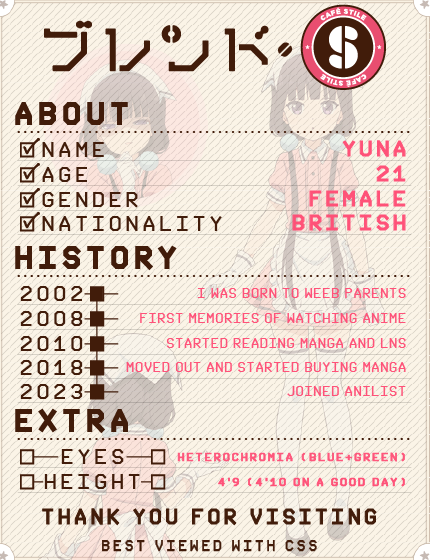 ブレンド・S
CAFÉ STILE
CAFÉ STILE
ABOUT
NAME YUNA
AGE 21
GENDER FEMALE
NATIONALITY BRITISH
HISTORY
2002 I WAS BORN TO WEEB PARENTS
2008 FIRST MEMORIES OF WATCHING ANIME
2010 STARTED READING MANGA AND LNS
2018 MOVED OUT AND STARTED BUYING MANGA
2023 JOINED ANILIST
EXTRA
EYES HETEROCHROMIA (BLUE+GREEN)
HEIGHT 4'9 (4'10 ON A GOOD DAY)
THANK YOU FOR VISITING
BEST VIEWED WITH CSS